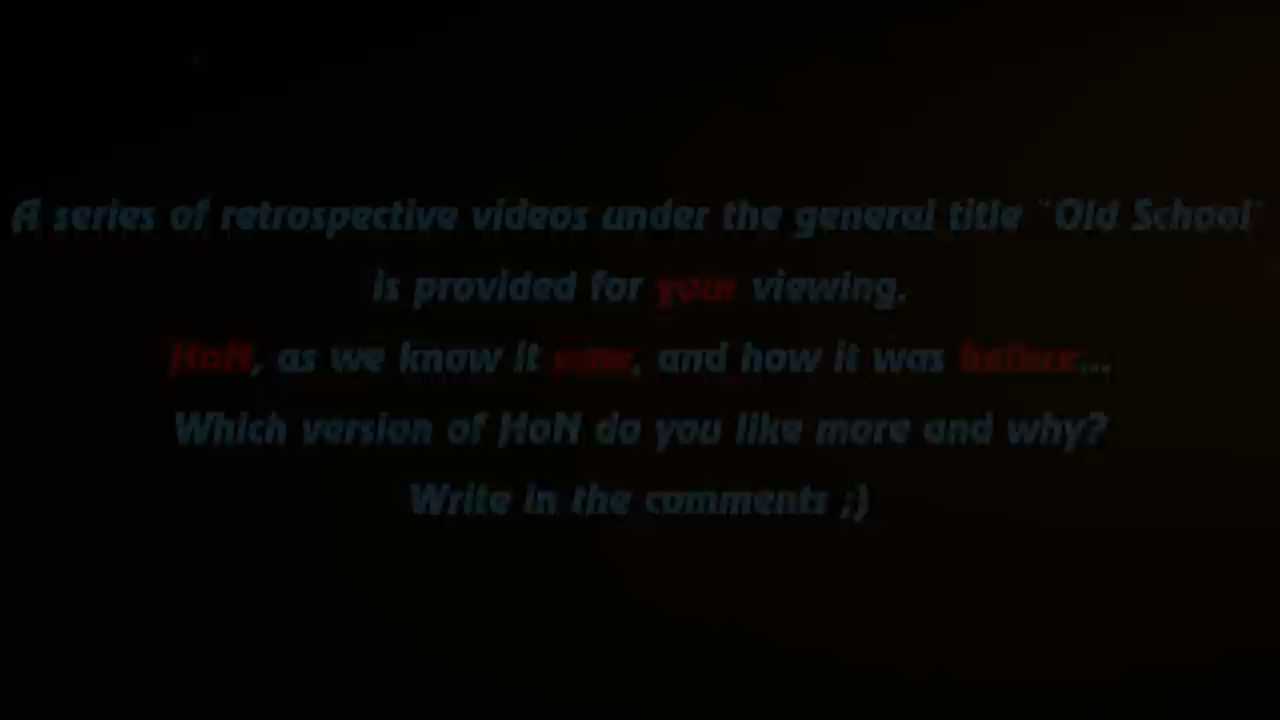 A series of retrospective videos under the general title "Old School"
is provided for your viewing.
HoN, as we know it now, and how it was before...
Which version of HoN do you like more and why?
Write in the comments ;)